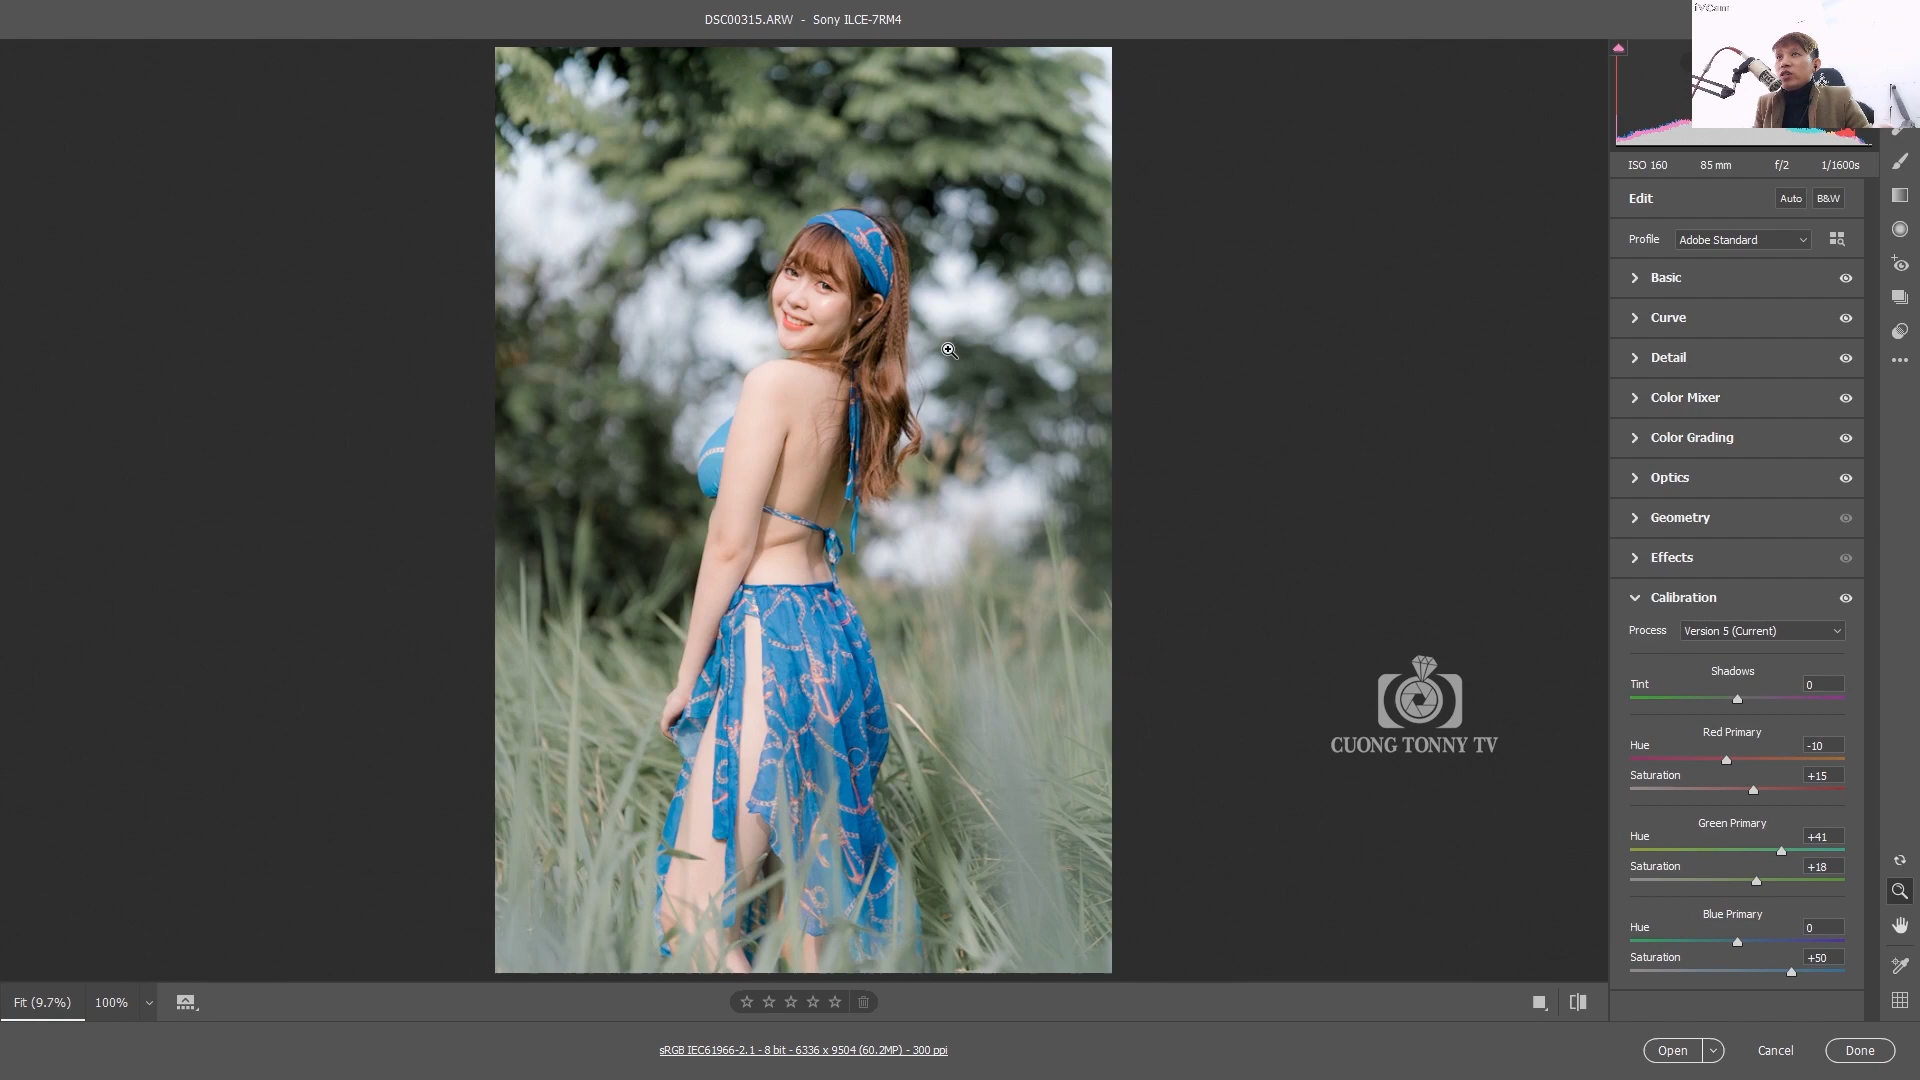 DSC00315.ARW - Sony ILCE-7RM4
iVCam
ISO 160 85 mm f/2 1/1600s
Edit Auto B&W
Profile Adobe Standard
Basic
Curve
Detail
Color Mixer
Color Grading
Optics
Geometry
Effects
Calibration
Process Version 5 (Current)
Shadows
Tint 0
Red Primary
Hue -10
Saturation +15
Green Primary
Hue +41
Saturation +18
Blue Primary
Hue 0
Saturation +50
CUONG TONNY TV
Fit (9.7%) 100%
sRGB IEC61966-2.1 - 8 bit - 6336 x 9504 (60.2MP) - 300 ppi
Open Cancel Done